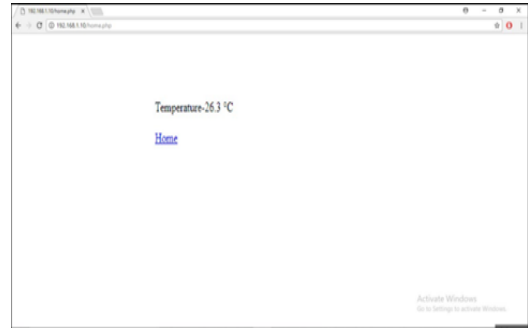 192.168.1.10/home.php
192.168.1.10/home.php
Temperature-26.3 °C
Home
Activate Windows
Go to Settings to activate Windows.